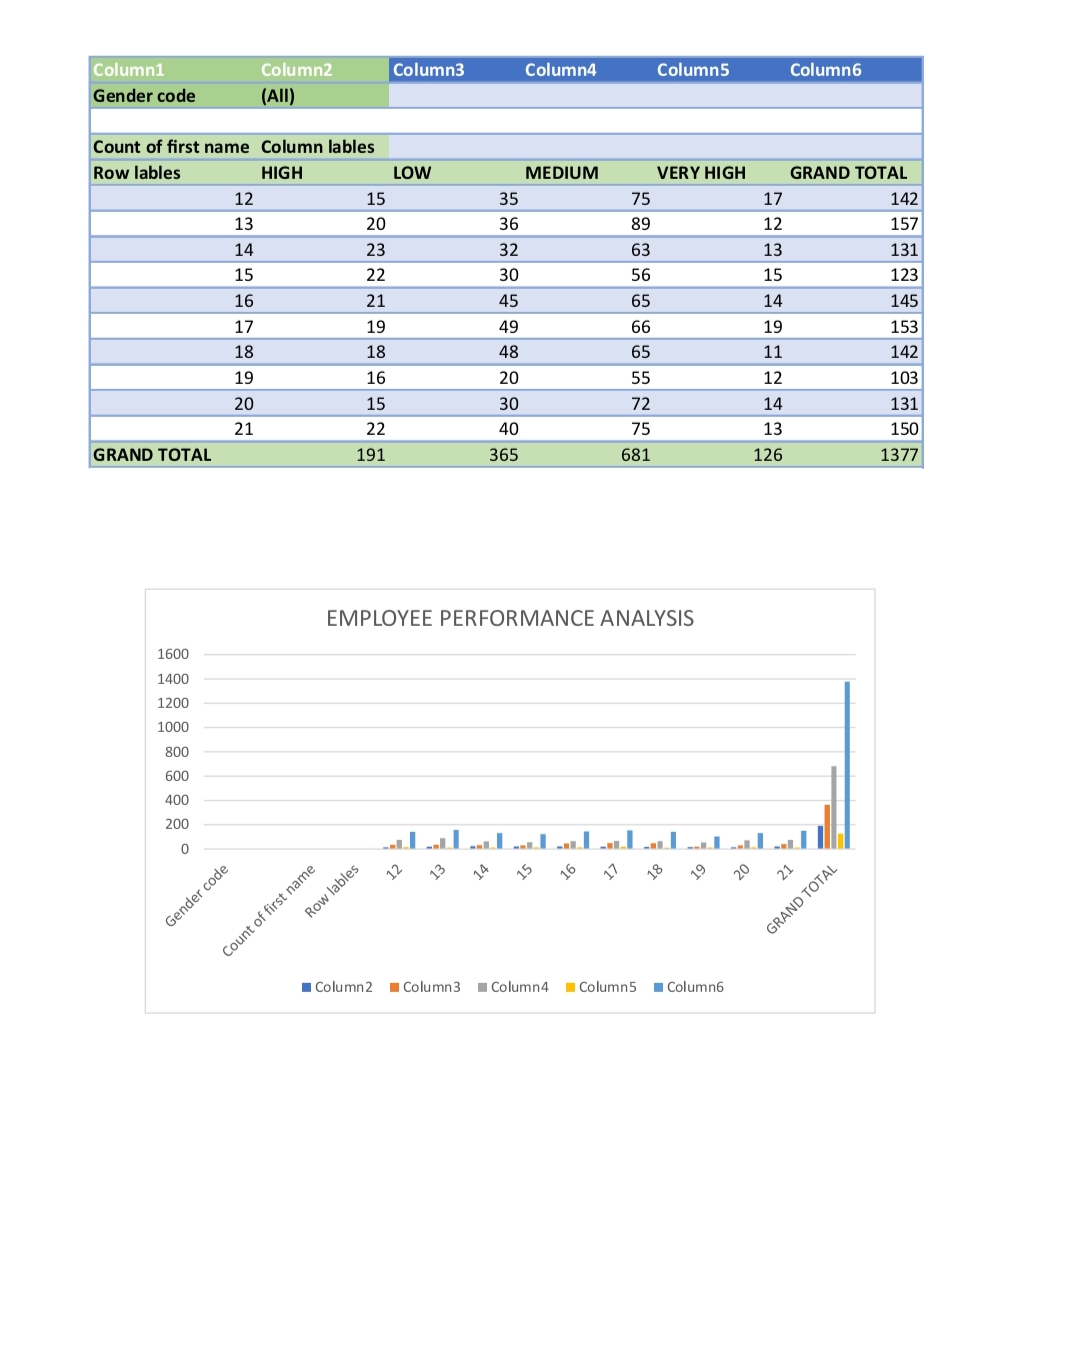 Column1 Column2 Column3 Column4 Column5 Column6
Gender code (All)
Count of first name Column lables
Row lables HIGH LOW MEDIUM VERY HIGH GRAND TOTAL
12 15 35 75 17 142
13 20 36 89 12 157
14 23 32 63 13 131
15 22 30 56 15 123
16 21 45 65 14 145
17 19 49 66 19 153
18 18 48 65 11 142
19 16 20 55 12 103
20 15 30 72 14 131
21 22 40 75 13 150
GRAND TOTAL 191 365 681 126 1377
EMPLOYEE PERFORMANCE ANALYSIS
1600
1400
1200
1000
800
600
400
200
0
Gender code Count of first name Row lables 12 13 14 15 16 17 18 19 20 21 GRAND TOTAL
Column2 Column3 Column4 Column5 Column6